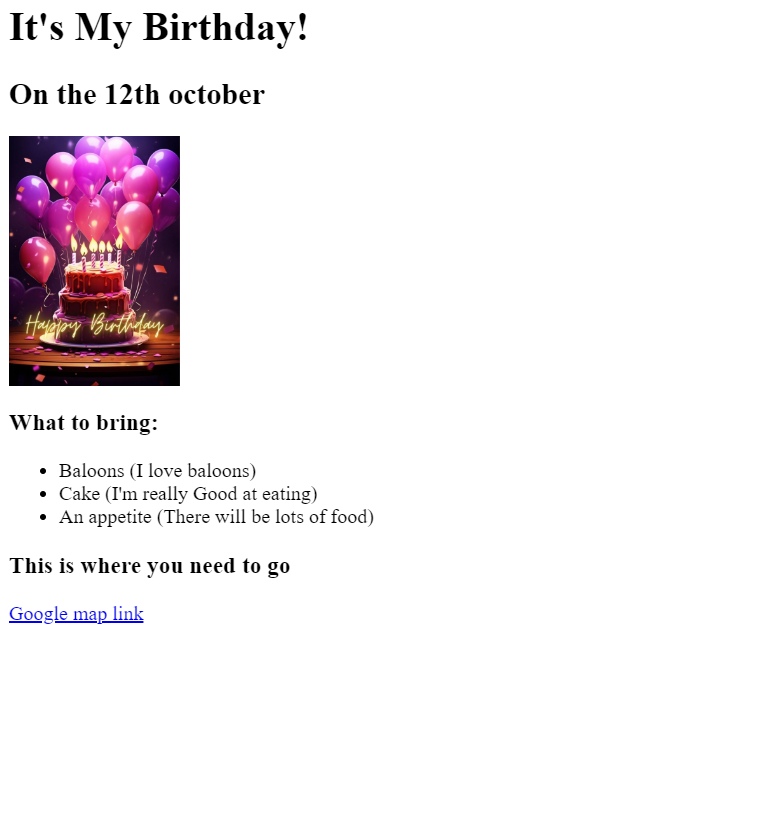 It's My Birthday!
On the 12th october
Happy Birthday
What to bring:
Baloons (I love baloons)
Cake (I'm really Good at eating)
An appetite (There will be lots of food)
This is where you need to go
Google map link